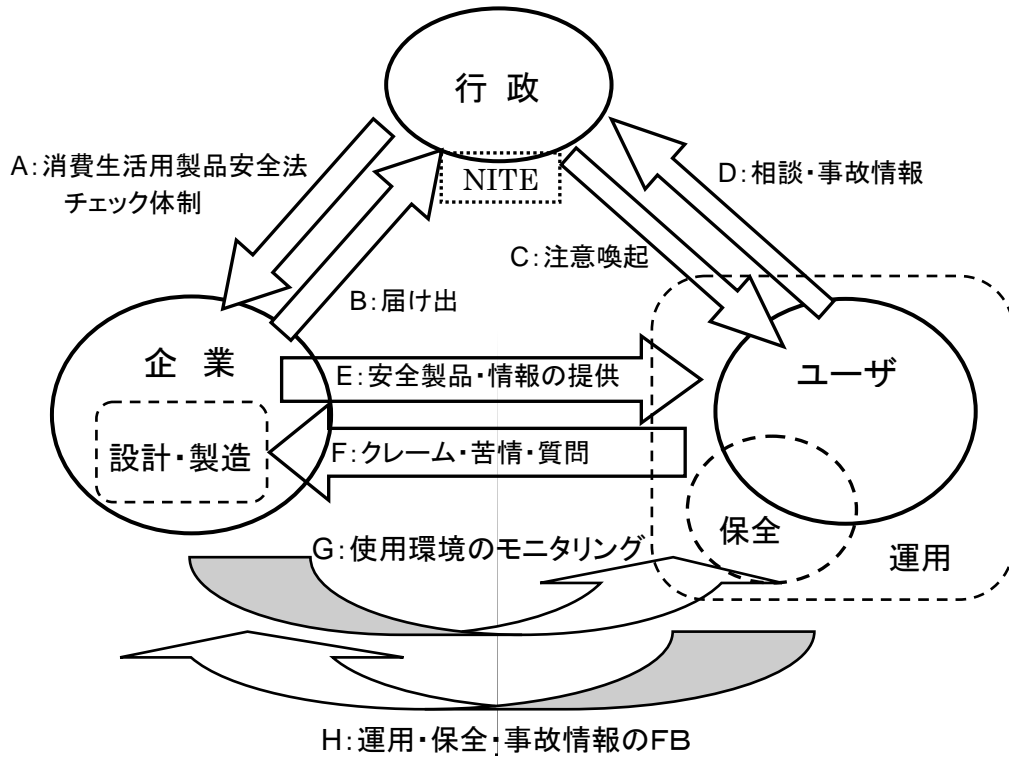 行 政
A:消費生活用製品安全法
チェック体制
NITE
D:相談・事故情報
C:注意喚起
B:届け出
企 業
E:安全製品・情報の提供
ユーザ
設計・製造
F:クレーム・苦情・質問
保全
運用
G:使用環境のモニタリング
H:運用・保全・事故情報のFB